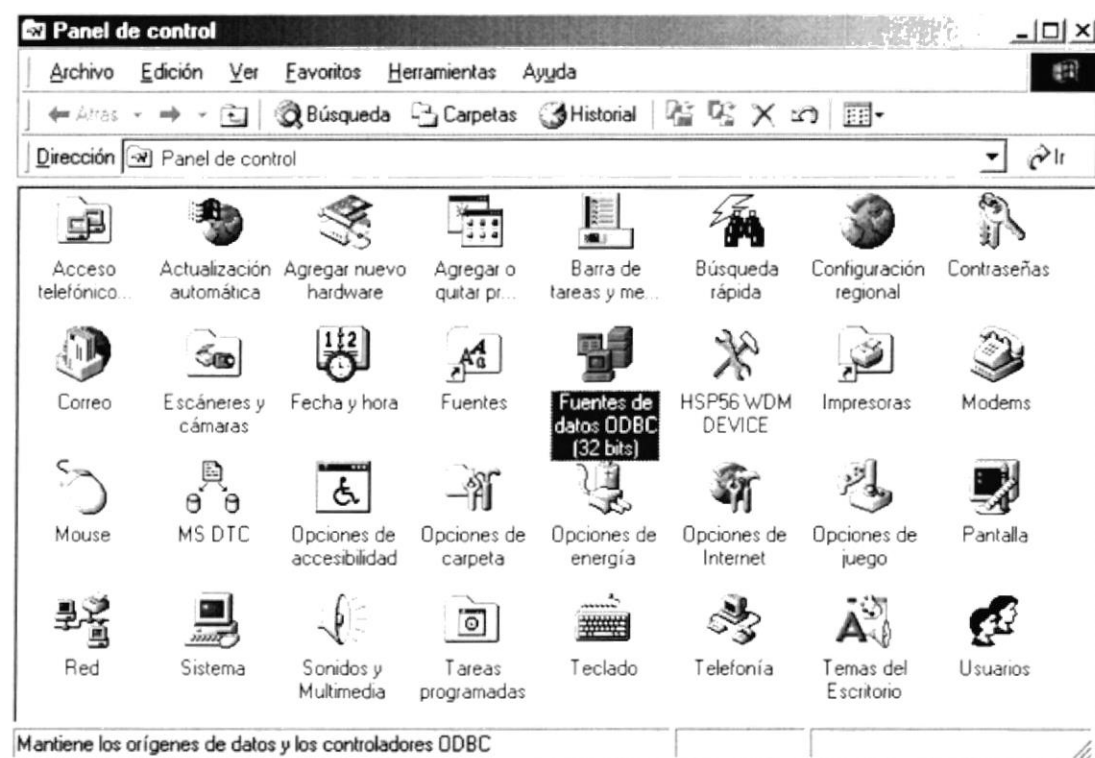 Panel de control
Archivo Edición Ver Favoritos Herramientas Ayuda
Atrás Búsqueda Carpetas Historial
Dirección Panel de control Ir
Acceso telefónico...
Actualización automática
Agregar nuevo hardware
Agregar o quitar pr...
Barra de tareas y me...
Búsqueda rápida
Configuración regional
Contraseñas
Correo
Escáneres y cámaras
Fecha y hora
Fuentes
Fuentes de datos ODBC (32 bits)
HSP56 WDM DEVICE
Impresoras
Modems
Mouse
MS DTC
Opciones de accesibilidad
Opciones de carpeta
Opciones de energía
Opciones de Internet
Opciones de juego
Pantalla
Red
Sistema
Sonidos y Multimedia
Tareas programadas
Teclado
Telefonía
Temas del Escritorio
Usuarios
Mantiene los orígenes de datos y los controladores ODBC